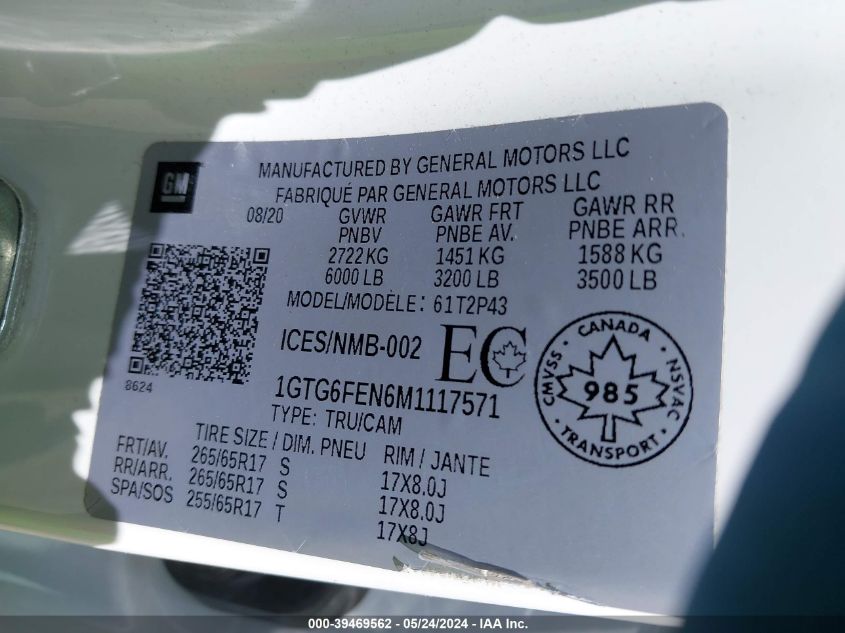 GM
MANUFACTURED BY GENERAL MOTORS LLC
FABRIQUÉ PAR GENERAL MOTORS LLC
08/20 GVWR GAWR FRT GAWR RR
PNBV PNBE AV. PNBE ARR.
2722 KG 1451 KG 1588 KG
6000 LB 3200 LB 3500 LB
MODEL/MODÈLE: 61T2P43
ICES/NMB-002 EC
8624
1GTG6FEN6M1117571
TYPE: TRU/CAM
CANADA
CMVSS 985 NSVAC
TRANSPORT
TIRE SIZE / DIM. PNEU RIM / JANTE
FRT/AV. 265/65R17 S 17X8.0J
RR/ARR. 265/65R17 S 17X8.0J
SPA/SOS 255/65R17 T 17X8J
000-39469562 - 05/24/2024 - IAA Inc.